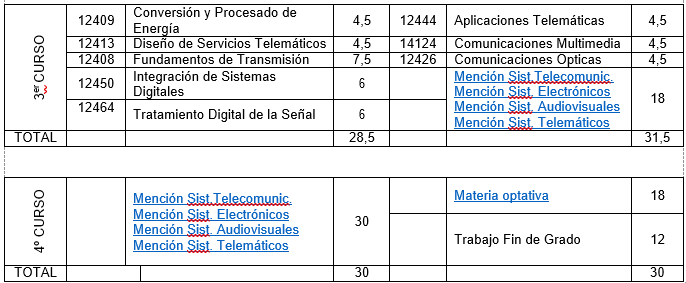 3er CURSO
12409 Conversión y Procesado de Energía 4,5 12444 Aplicaciones Telemáticas 4,5
12413 Diseño de Servicios Telemáticos 4,5 14124 Comunicaciones Multimedia 4,5
12408 Fundamentos de Transmisión 7,5 12426 Comunicaciones Opticas 4,5
12450 Integración de Sistemas Digitales 6
12464 Tratamiento Digital de la Señal 6
Mención Sist.Telecomunic.
Mención Sist. Electrónicos
Mención Sist. Audiovisuales
Mención Sist. Telemáticos
18
TOTAL 28,5 31,5
4º CURSO
Mención Sist.Telecomunic.
Mención Sist. Electrónicos
Mención Sist. Audiovisuales
Mención Sist. Telemáticos
30
Materia optativa 18
Trabajo Fin de Grado 12
TOTAL 30 30